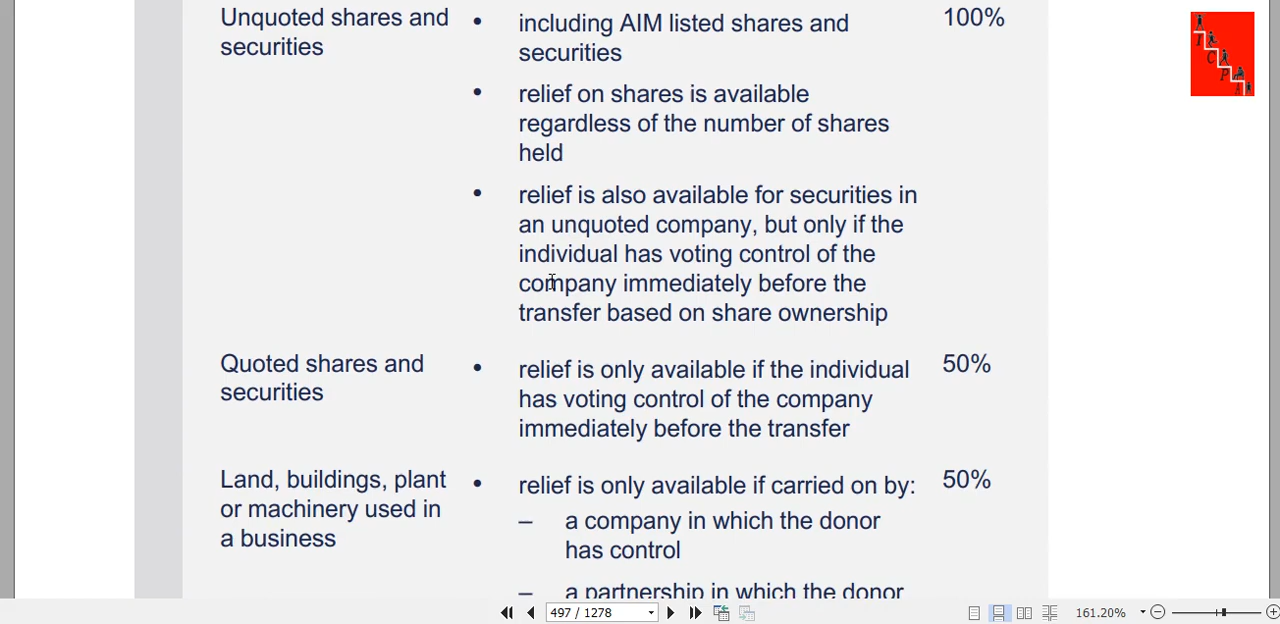 Unquoted shares and
securities
• including AIM listed shares and
securities
100%
• relief on shares is available
regardless of the number of shares
held
• relief is also available for securities in
an unquoted company, but only if the
individual has voting control of the
company immediately before the
transfer based on share ownership
Quoted shares and
securities
• relief is only available if the individual
has voting control of the company
immediately before the transfer
50%
Land, buildings, plant
or machinery used in
a business
• relief is only available if carried on by:
50%
– a company in which the donor
has control
– a partnership in which the donor
I
C
P
A
497 / 1278
161.20%